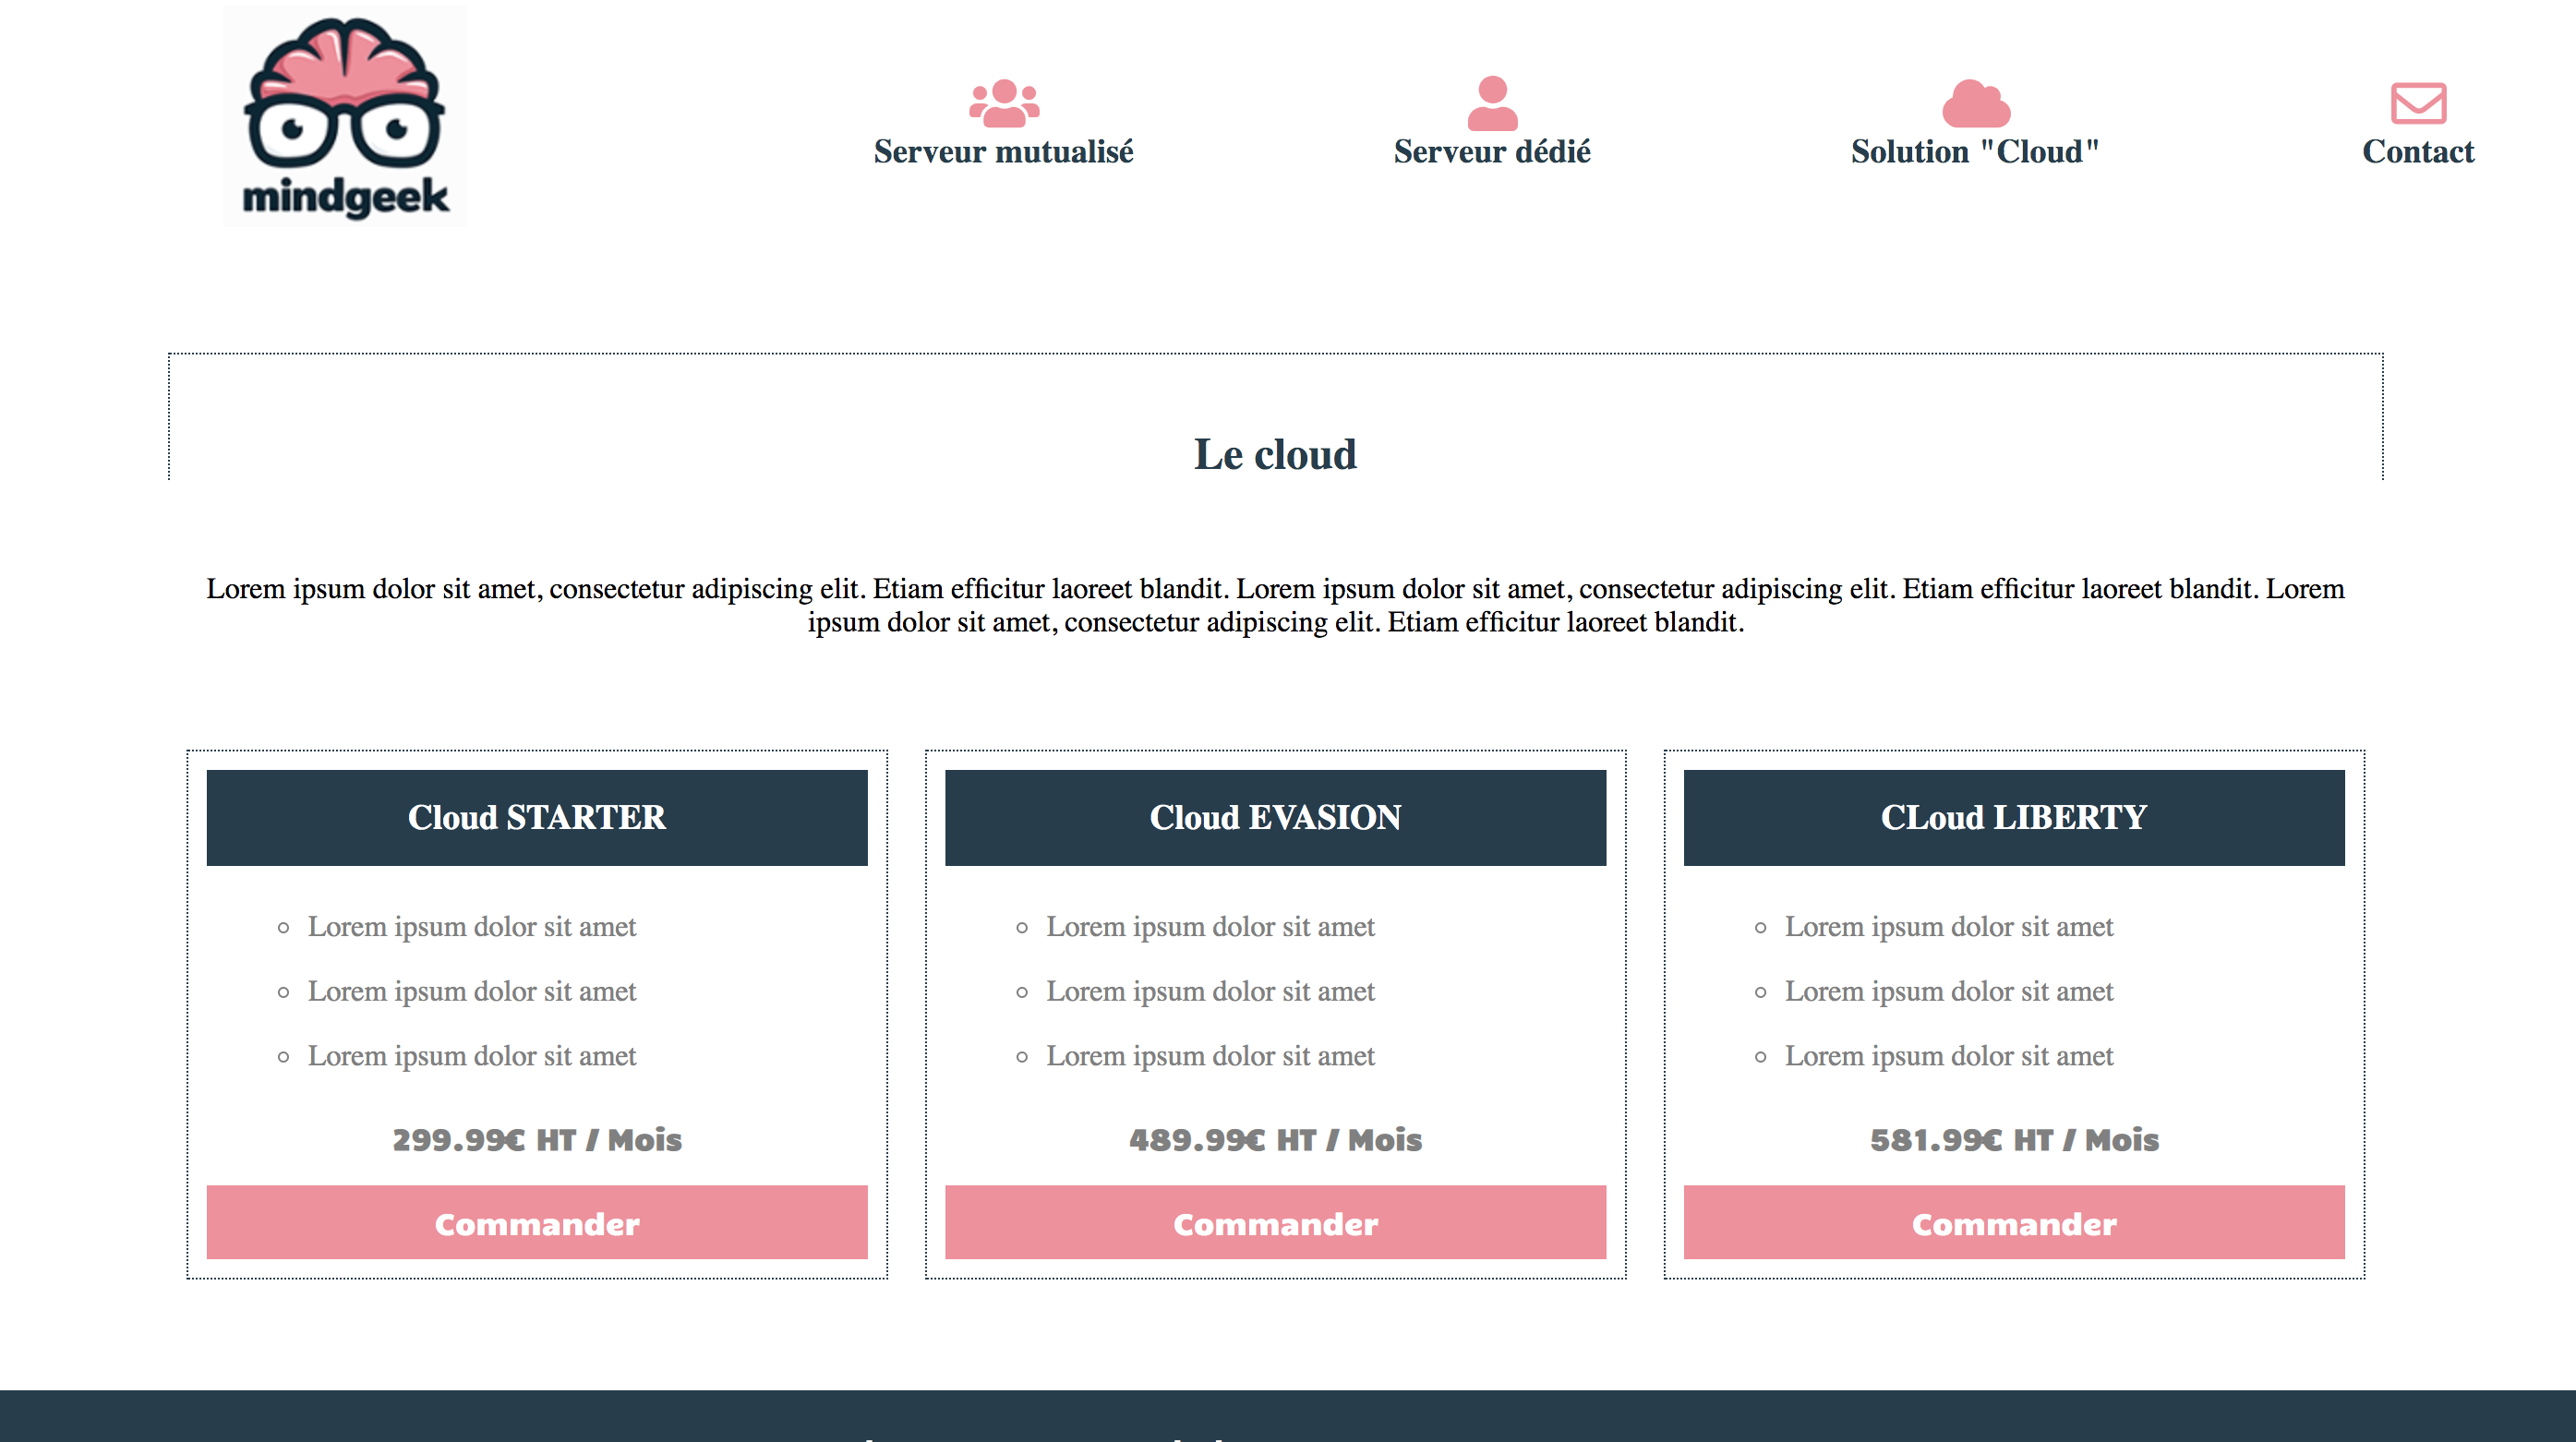 mindgeek
Serveur mutualisé
Serveur dédié
Solution "Cloud"
Contact
Le cloud
Lorem ipsum dolor sit amet, consectetur adipiscing elit. Etiam efficitur laoreet blandit. Lorem ipsum dolor sit amet, consectetur adipiscing elit. Etiam efficitur laoreet blandit. Lorem
ipsum dolor sit amet, consectetur adipiscing elit. Etiam efficitur laoreet blandit.
Cloud STARTER
Lorem ipsum dolor sit amet
Lorem ipsum dolor sit amet
Lorem ipsum dolor sit amet
299.99€ HT / Mois
Commander
Cloud EVASION
Lorem ipsum dolor sit amet
Lorem ipsum dolor sit amet
Lorem ipsum dolor sit amet
489.99€ HT / Mois
Commander
CLoud LIBERTY
Lorem ipsum dolor sit amet
Lorem ipsum dolor sit amet
Lorem ipsum dolor sit amet
581.99€ HT / Mois
Commander